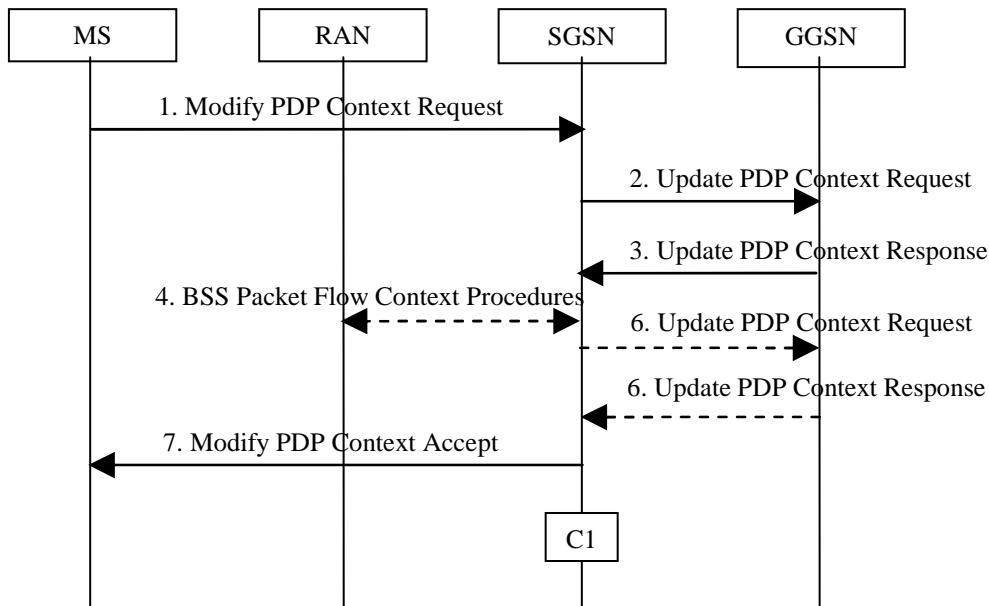 MS
RAN
SGSN
GGSN
1. Modify PDP Context Request
2. Update PDP Context Request
3. Update PDP Context Response
4. BSS Packet Flow Context Procedures
6. Update PDP Context Request
6. Update PDP Context Response
7. Modify PDP Context Accept
C1